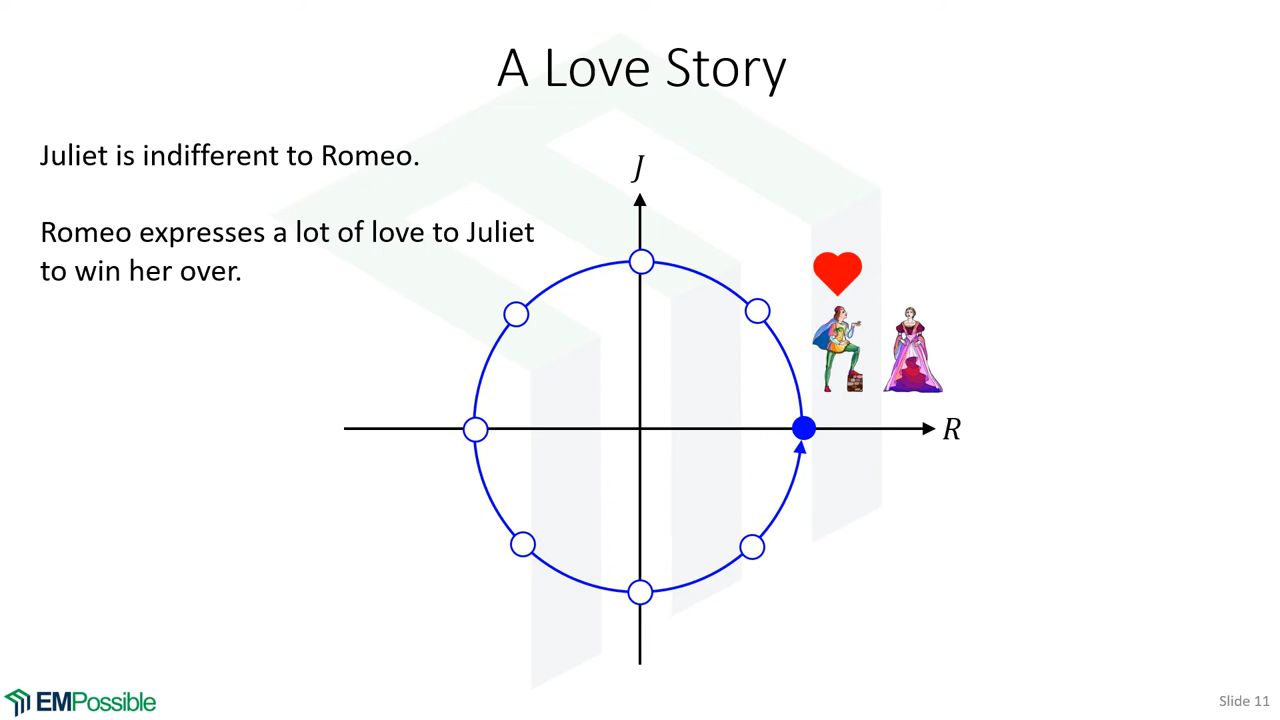 A Love Story
Juliet is indifferent to Romeo.
Romeo expresses a lot of love to Juliet
to win her over.
J
R
EMPossible
Slide 11